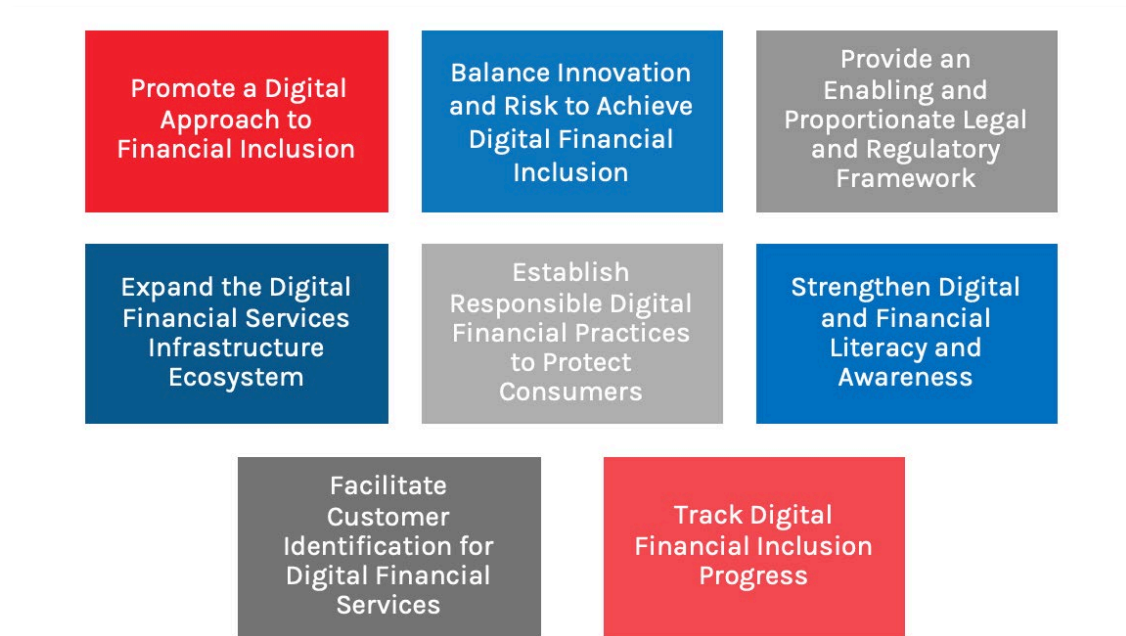 Promote a Digital
Approach to
Financial Inclusion
Balance Innovation
and Risk to Achieve
Digital Financial
Inclusion
Provide an
Enabling and
Proportionate Legal
and Regulatory
Framework
Expand the Digital
Financial Services
Infrastructure
Ecosystem
Establish
Responsible Digital
Financial Practices
to Protect
Consumers
Strengthen Digital
and Financial
Literacy and
Awareness
Facilitate
Customer
Identification for
Digital Financial
Services
Track Digital
Financial Inclusion
Progress